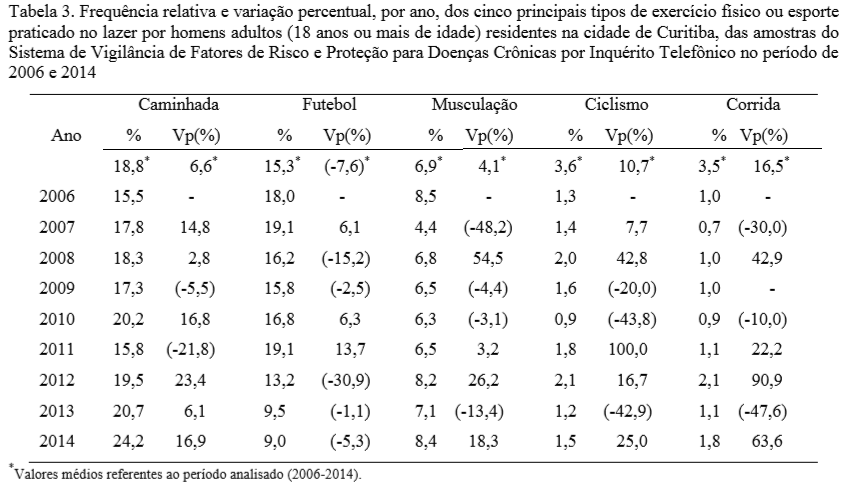 Tabela 3. Frequência relativa e variação percentual, por ano, dos cinco principais tipos de exercício físico ou esporte
praticado no lazer por homens adultos (18 anos ou mais de idade) residentes na cidade de Curitiba, das amostras do
Sistema de Vigilância de Fatores de Risco e Proteção para Doenças Crônicas por Inquérito Telefônico no período de
2006 e 2014
Caminhada Futebol Musculação Ciclismo Corrida
Ano % Vp(%) % Vp(%) % Vp(%) % Vp(%) % Vp(%)
18,8* 6,6* 15,3* (-7,6)* 6,9* 4,1* 3,6* 10,7* 3,5* 16,5*
2006 15,5 - 18,0 - 8,5 - 1,3 - 1,0 -
2007 17,8 14,8 19,1 6,1 4,4 (-48,2) 1,4 7,7 0,7 (-30,0)
2008 18,3 2,8 16,2 (-15,2) 6,8 54,5 2,0 42,8 1,0 42,9
2009 17,3 (-5,5) 15,8 (-2,5) 6,5 (-4,4) 1,6 (-20,0) 1,0 -
2010 20,2 16,8 16,8 6,3 6,3 (-3,1) 0,9 (-43,8) 0,9 (-10,0)
2011 15,8 (-21,8) 19,1 13,7 6,5 3,2 1,8 100,0 1,1 22,2
2012 19,5 23,4 13,2 (-30,9) 8,2 26,2 2,1 16,7 2,1 90,9
2013 20,7 6,1 9,5 (-1,1) 7,1 (-13,4) 1,2 (-42,9) 1,1 (-47,6)
2014 24,2 16,9 9,0 (-5,3) 8,4 18,3 1,5 25,0 1,8 63,6
*Valores médios referentes ao período analisado (2006-2014).